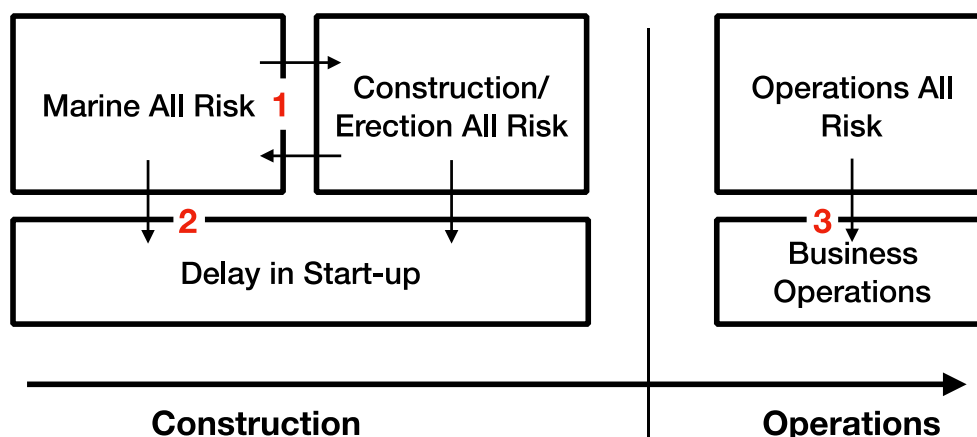 Marine All Risk
1
Construction/
Erection All Risk
Operations All
Risk
2
Delay in Start-up
3
Business
Operations
Construction
Operations